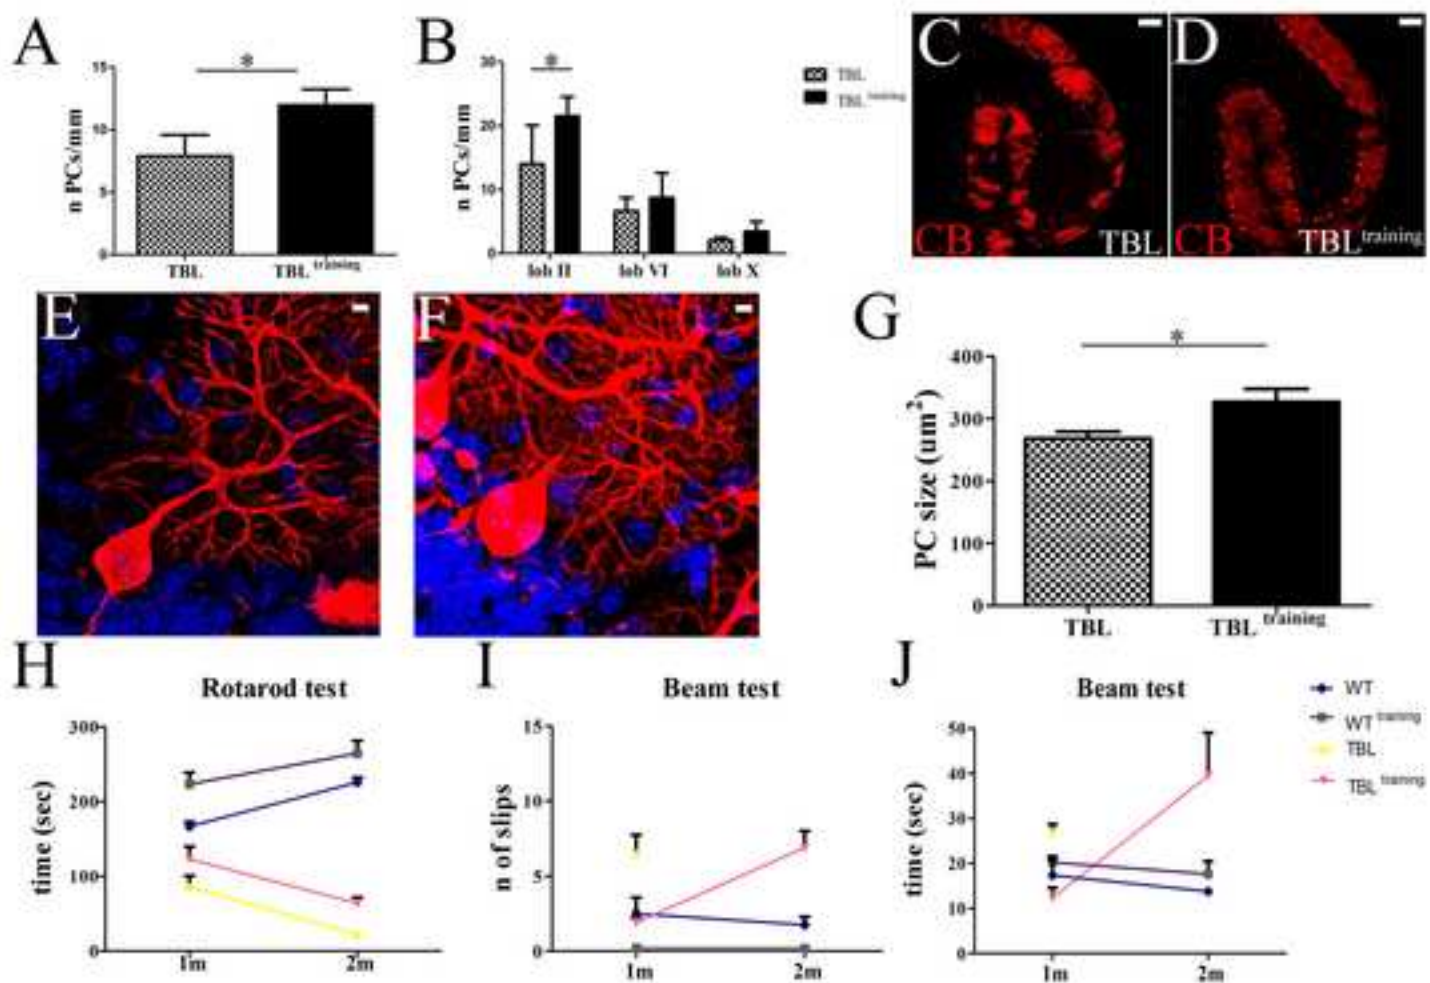 A
*
15
10
5
0
n PCs/mm
TBL
TBL training
B
*
30
20
10
0
n PCs/mm
lob II
lob VI
lob X
TBL
TBL training
C
CB
TBL
D
CB
TBL training
E
F
G
*
400
300
200
100
0
PC size (um²)
TBL
TBL training
H
Rotarod test
300
200
100
0
time (sec)
1m
2m
I
Beam test
15
10
5
0
n of slips
1m
2m
J
Beam test
50
40
30
20
10
0
time (sec)
1m
2m
WT
WT training
TBL
TBL training